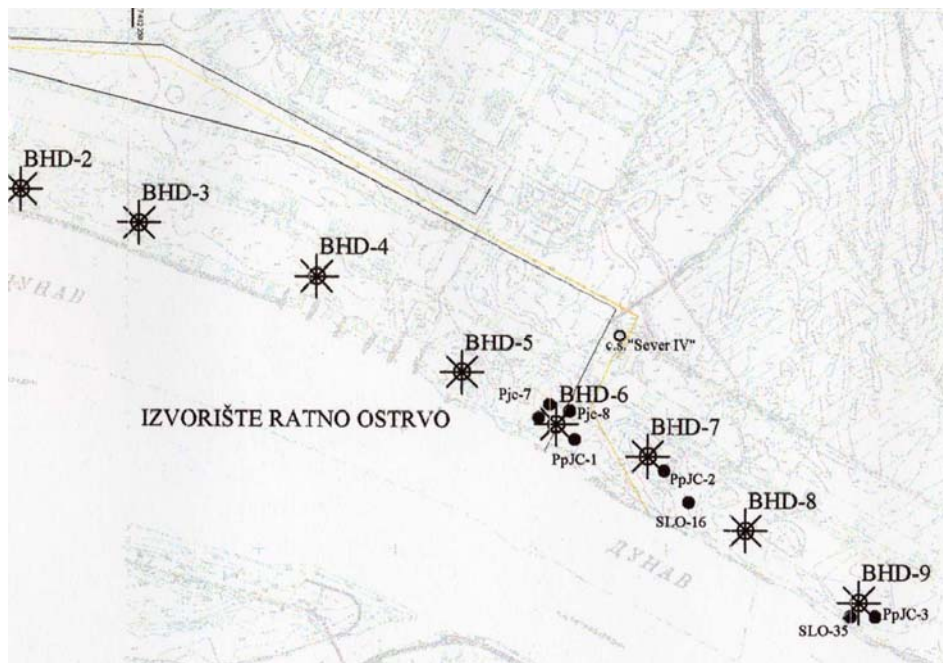 BHD-2
BHD-3
BHD-4
BHD-5
c.s."Sever IV"
Pjc-7
BHD-6
Pjc-8
IZVORIŠTE RATNO OSTRVO
PpJC-1
BHD-7
PpJC-2
SLO-16
BHD-8
ДУНАВ
BHD-9
SLO-35
PpJC-3